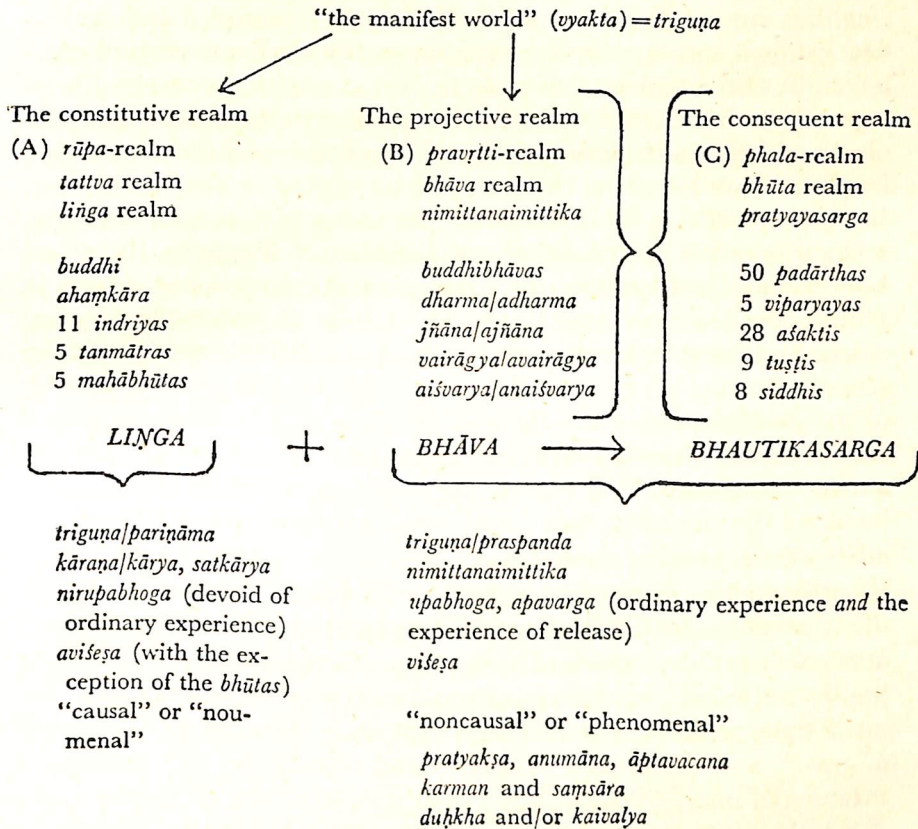 “the manifest world” (vyakta)=triguṇa
The constitutive realm
(A) rūpa-realm
tattva realm
liṅga realm
buddhi
ahaṃkāra
11 indriyas
5 tanmātras
5 mahābhūtas
LIṄGA
+
The projective realm
(B) pravṛtti-realm
bhāva realm
nimittanaimittika
buddhibhāvas
dharma/adharma
jñāna/ajñāna
vairāgya/avairāgya
aiśvarya/anaiśvarya
BHĀVA
The consequent realm
(C) phala-realm
bhūta realm
pratyayasarga
50 padārthas
5 viparyayas
28 aśaktis
9 tuṣṭis
8 siddhis
BHAUTIKASARGA
triguṇa/pariṇāma
kāraṇa/kārya, satkārya
nirupabhoga (devoid of
ordinary experience)
aviśeṣa (with the ex-
ception of the bhūtas)
“causal” or “nou-
menal”
triguṇa/praspanda
nimittanaimittika
upabhoga, apavarga (ordinary experience and the
experience of release)
viśeṣa
“noncausal” or “phenomenal”
pratyakṣa, anumāna, āptavacana
karman and saṃsāra
duḥkha and/or kaivalya